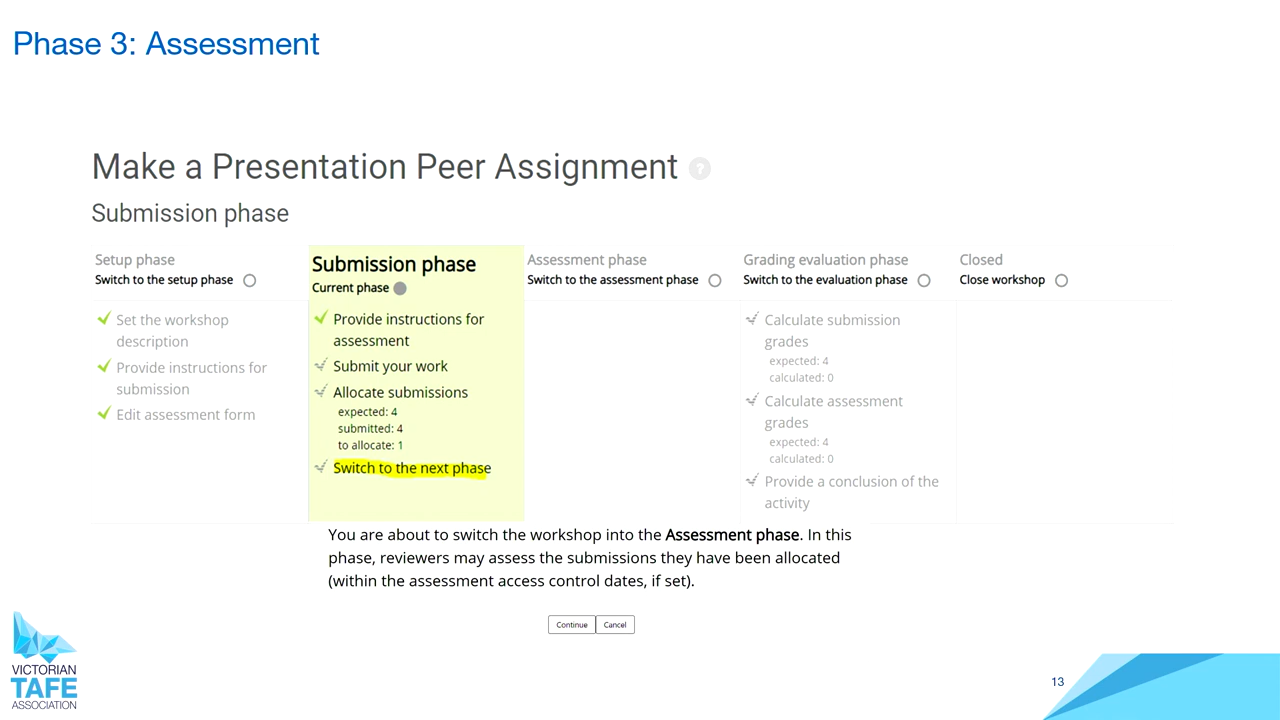 Phase 3: Assessment
Make a Presentation Peer Assignment ?
Submission phase
Setup phase
Switch to the setup phase
Set the workshop
description
Provide instructions for
submission
Edit assessment form
Submission phase
Current phase
Provide instructions for
assessment
Submit your work
Allocate submissions
expected: 4
submitted: 4
to allocate: 1
Switch to the next phase
Assessment phase
Switch to the assessment phase
Grading evaluation phase
Switch to the evaluation phase
Calculate submission
grades
expected: 4
calculated: 0
Calculate assessment
grades
expected: 4
calculated: 0
Provide a conclusion of the
activity
Closed
Close workshop
You are about to switch the workshop into the Assessment phase. In this
phase, reviewers may assess the submissions they have been allocated
(within the assessment access control dates, if set).
Continue
Cancel
VICTORIAN
TAFE
ASSOCIATION
13